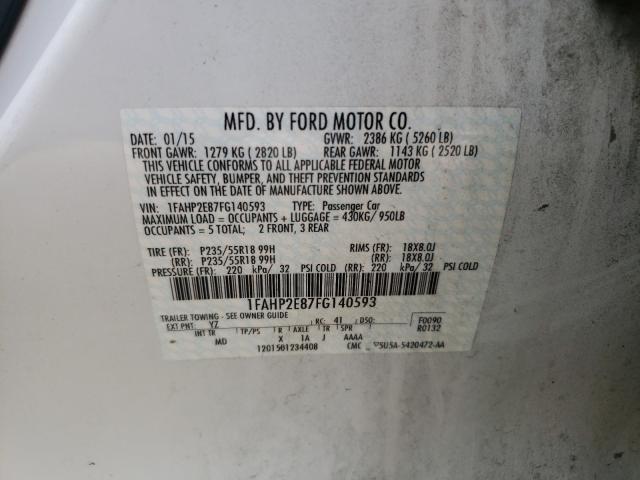 MFD. BY FORD MOTOR CO.
DATE: 01/15 GVWR: 2386 KG ( 5260 LB)
FRONT GAWR: 1279 KG ( 2820 LB) REAR GAWR: 1143 KG ( 2520 LB)
THIS VEHICLE CONFORMS TO ALL APPLICABLE FEDERAL MOTOR
VEHICLE SAFETY, BUMPER, AND THEFT PREVENTION STANDARDS
IN EFFECT ON THE DATE OF MANUFACTURE SHOWN ABOVE.
VIN: 1FAHP2E87FG140593 TYPE: Passenger Car
MAXIMUM LOAD = OCCUPANTS + LUGGAGE = 430KG/ 950LB
OCCUPANTS = 5 TOTAL; 2 FRONT, 3 REAR
TIRE (FR): P235/55R18 99H RIMS (FR): 18X8.0J
(RR): P235/55R18 99H (RR): 18X8.0J
PRESSURE (FR): 220 kPa/ 32 PSI COLD (RR): 220 kPa/ 32 PSI COLD
1FAHP2E87FG140593
TRAILER TOWING - SEE OWNER GUIDE
EXT PNT: YZ RC: 41 DSO: F0090
R0132
INT TR TP/PS R AXLE TR SPR
MD X 1A J AAAA
1201501234408 CMC 5U5A-5420472-AA